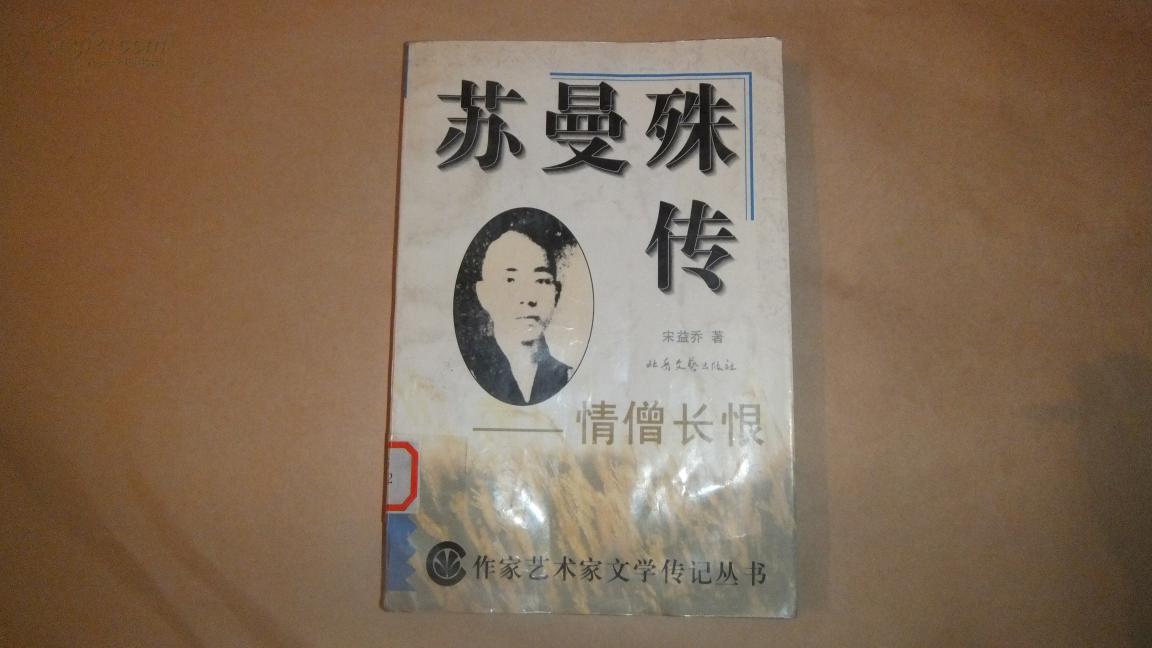 苏曼殊
传
宋益乔 著
北岳文艺出版社
——情僧长恨
2
作家艺术家文学传记丛书